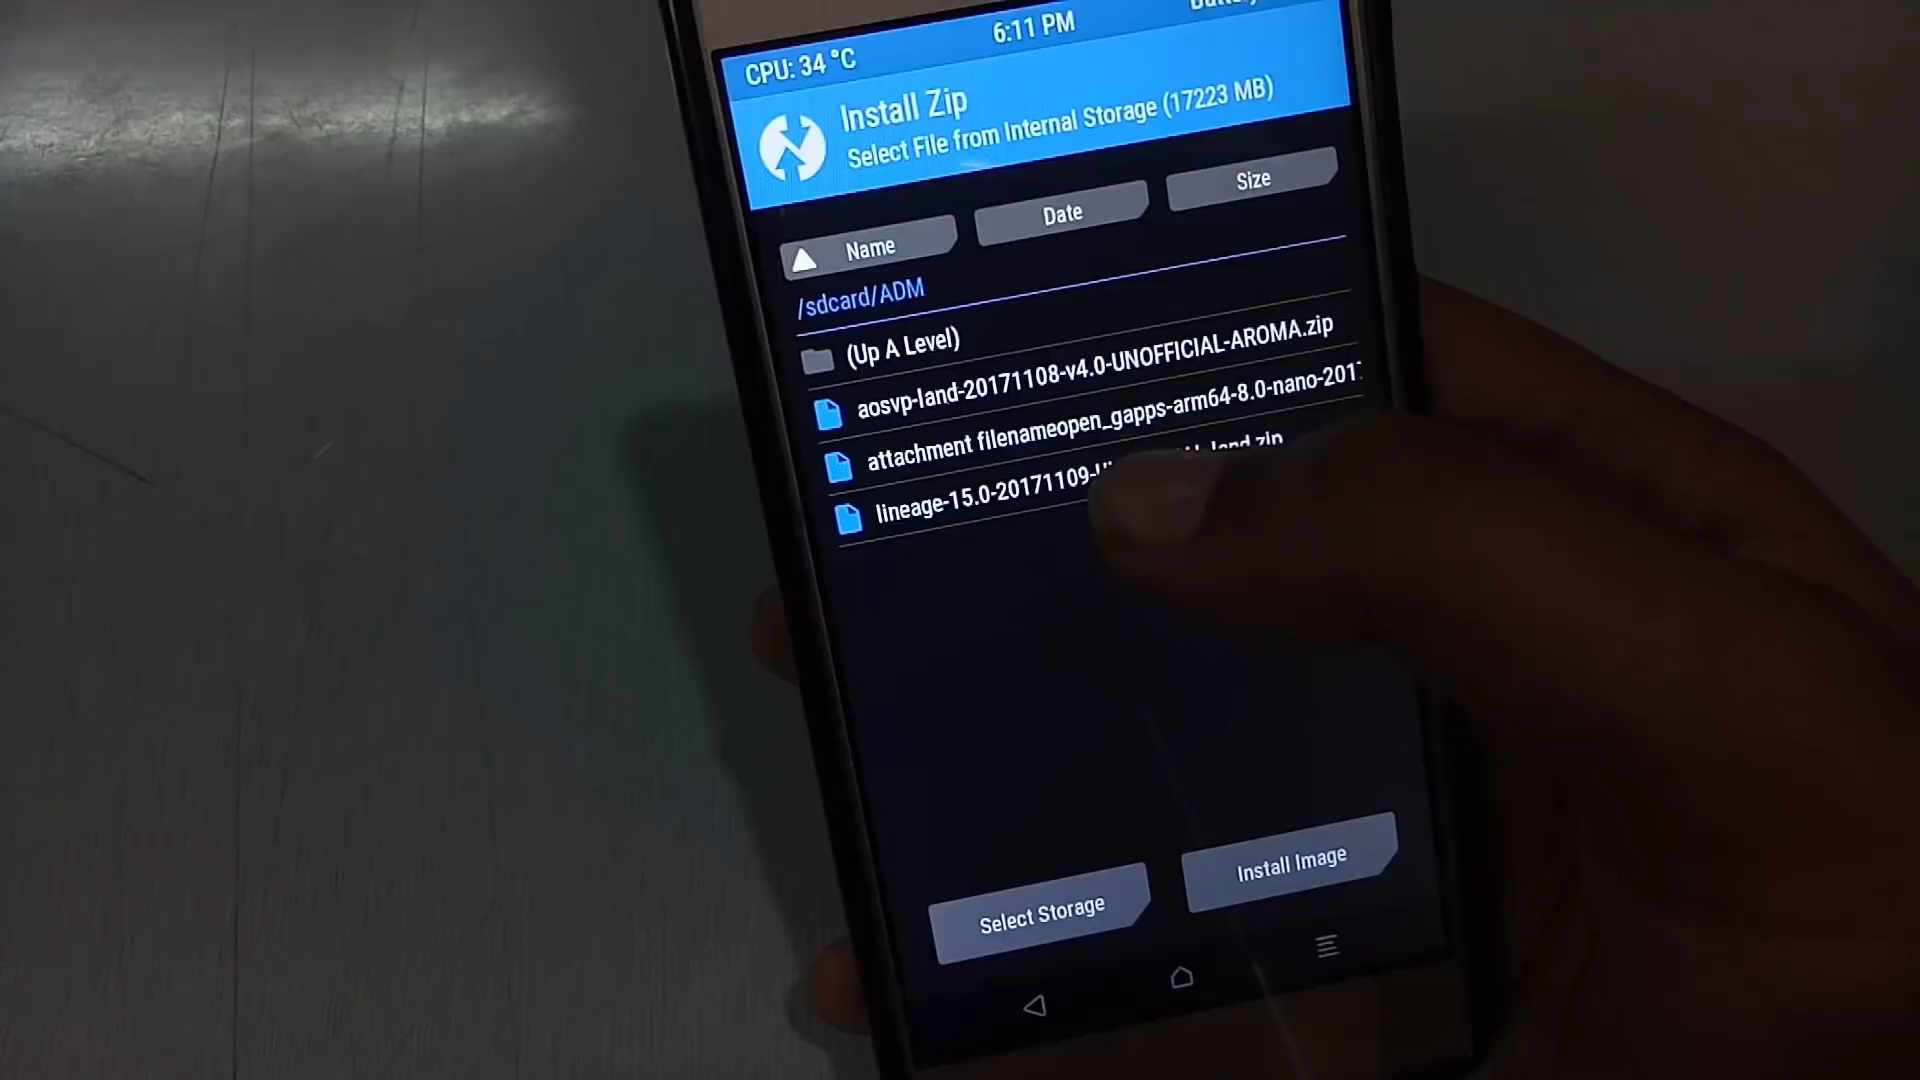 CPU: 34 °C
6:11 PM
Install Zip
Select File from Internal Storage (17223 MB)
Name
Date
Size
/sdcard/ADM
(Up A Level)
aosvp-land-20171108-v4.0-UNOFFICIAL-AROMA.zip
attachment filenameopen_gapps-arm64-8.0-nano-201
lineage-15.0-20171109- land.zip
Select Storage
Install Image